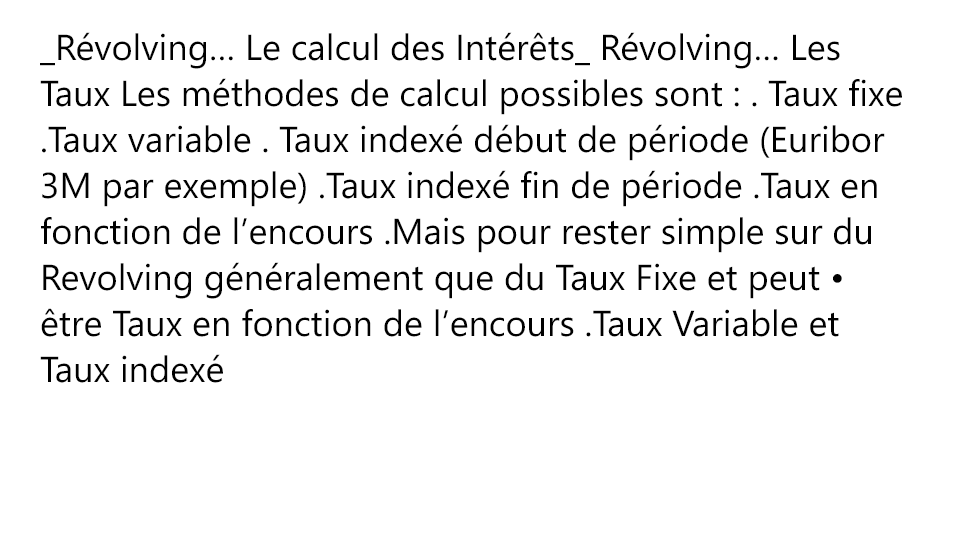 _Révolving... Le calcul des Intérêts_ Révolving... Les
Taux Les méthodes de calcul possibles sont : . Taux fixe
.Taux variable . Taux indexé début de période (Euribor
3M par exemple) .Taux indexé fin de période .Taux en
fonction de l’encours .Mais pour rester simple sur du
Revolving généralement que du Taux Fixe et peut •
être Taux en fonction de l’encours .Taux Variable et
Taux indexé